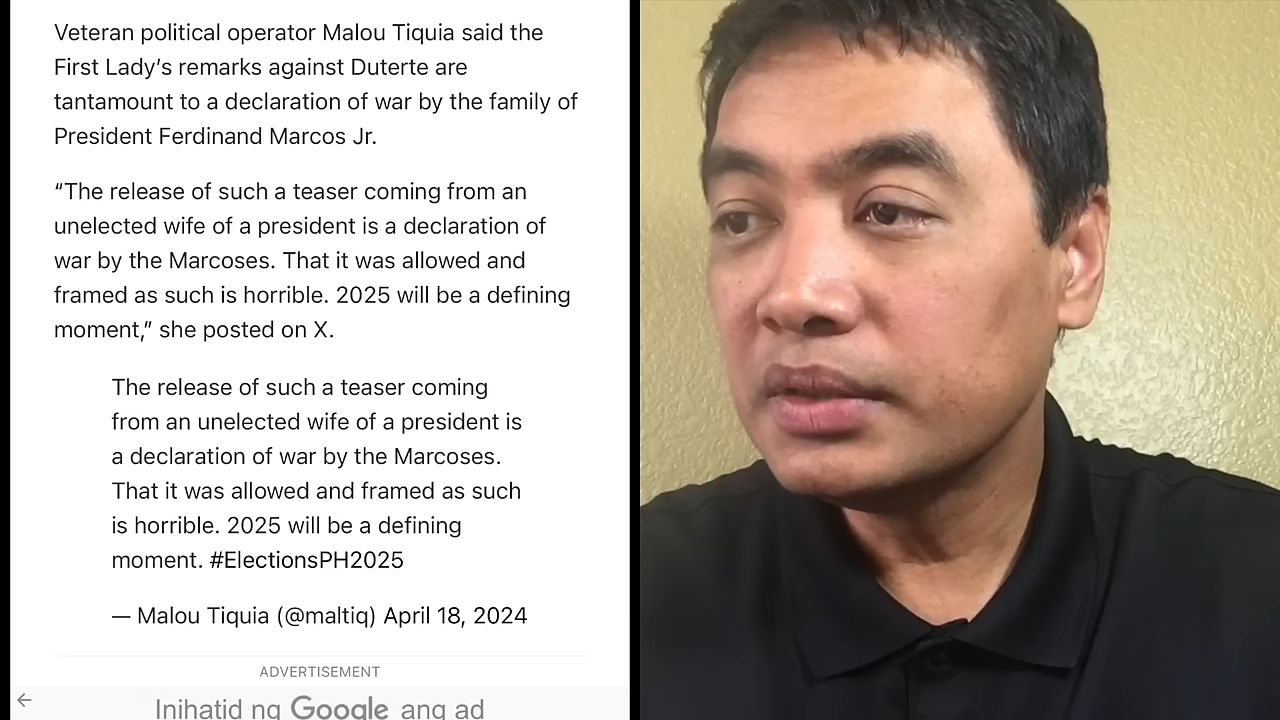 Veteran political operator Malou Tiquia said the
First Lady’s remarks against Duterte are
tantamount to a declaration of war by the family of
President Ferdinand Marcos Jr.
“The release of such a teaser coming from an
unelected wife of a president is a declaration of
war by the Marcoses. That it was allowed and
framed as such is horrible. 2025 will be a defining
moment,” she posted on X.
The release of such a teaser coming
from an unelected wife of a president is
a declaration of war by the Marcoses.
That it was allowed and framed as such
is horrible. 2025 will be a defining
moment. #ElectionsPH2025
— Malou Tiquia (@maltiq) April 18, 2024
ADVERTISEMENT
Inihatid ng Google ang ad